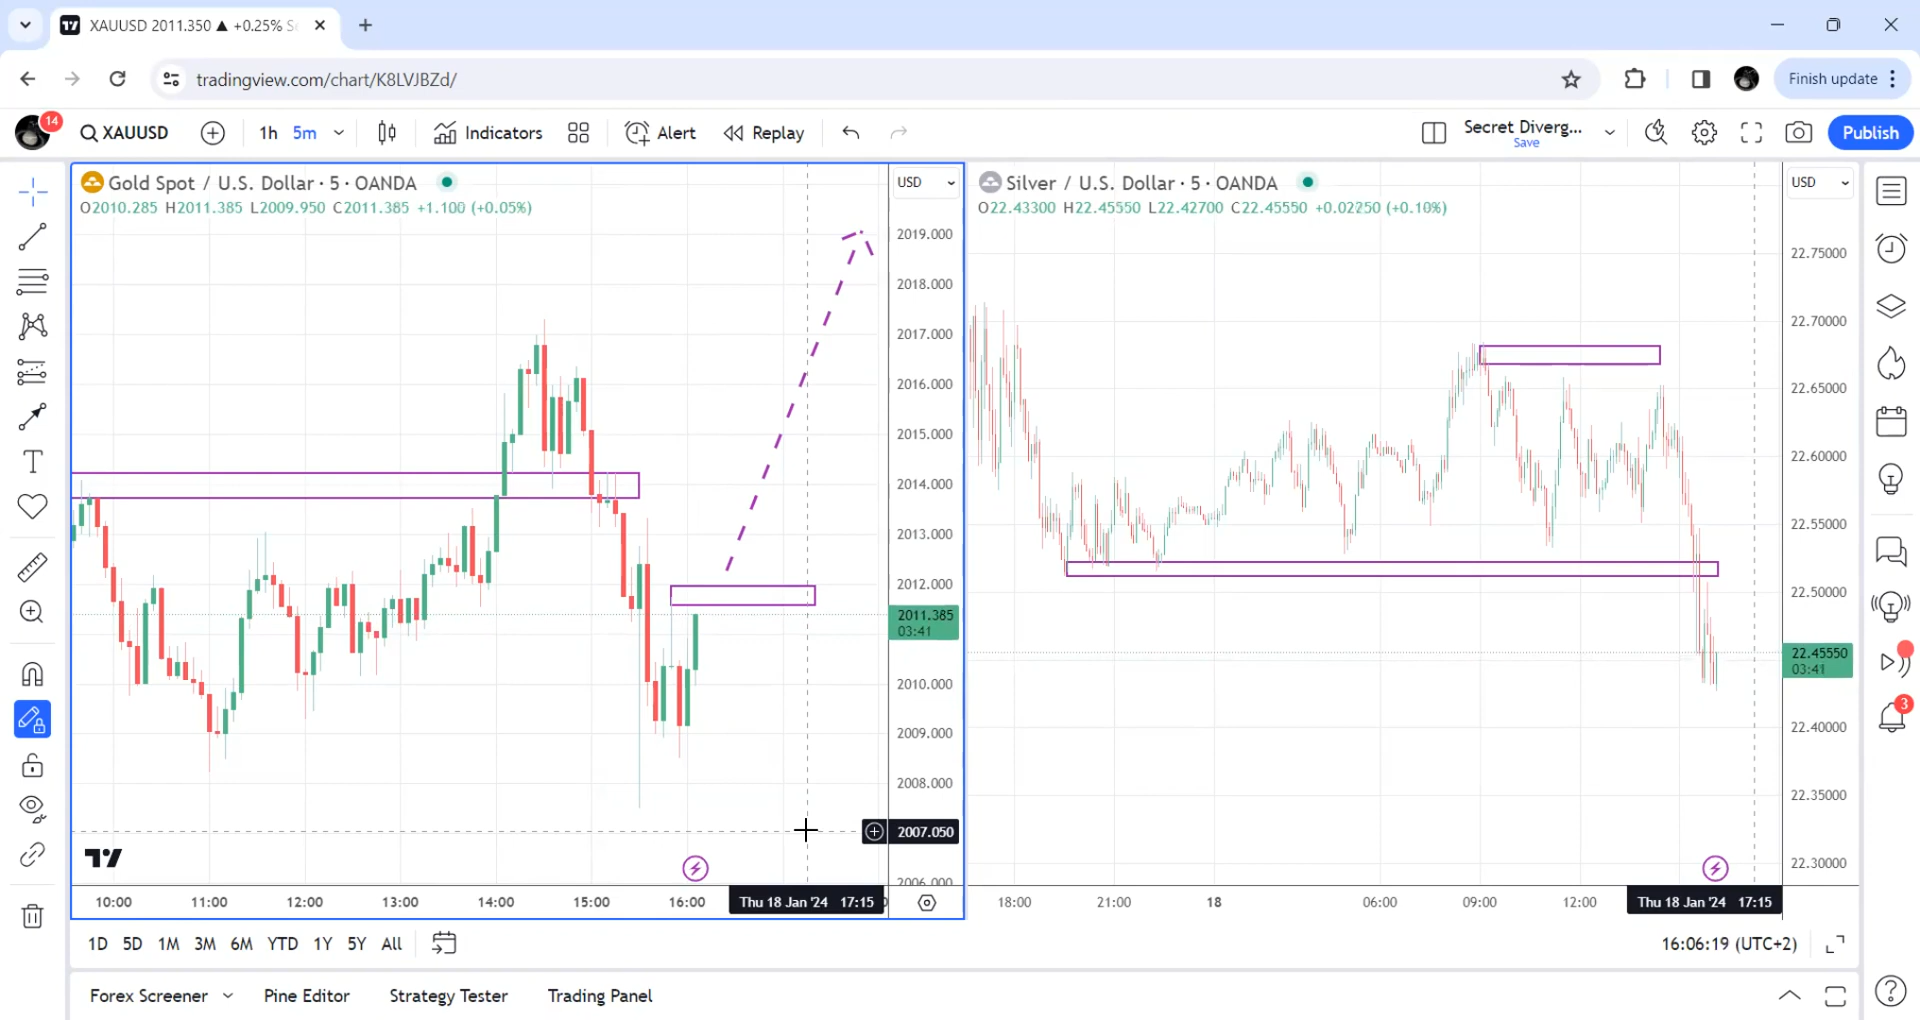 XAUUSD 2011.350 ▲ +0.25% S
tradingview.com/chart/K8LVJBZd/
Finish update
14
XAUUSD
1h
5m
Indicators
Alert
Replay
Secret Diverg...
Save
Publish
Gold Spot / U.S. Dollar · 5 · OANDA
O2010.285 H2011.385 L2009.950 C2011.385 +1.100 (+0.05%)
USD
2019.000
2018.000
2017.000
2016.000
2015.000
2014.000
2013.000
2012.000
2011.385
03:41
2010.000
2009.000
2008.000
2007.050
2006.000
10:00
11:00
12:00
13:00
14:00
15:00
16:00
Thu 18 Jan '24 17:15
Silver / U.S. Dollar · 5 · OANDA
O22.43300 H22.45550 L22.42700 C22.45550 +0.02250 (+0.10%)
USD
22.75000
22.70000
22.65000
22.60000
22.55000
22.50000
22.45550
03:41
22.40000
22.35000
22.30000
18:00
21:00
18
06:00
09:00
12:00
Thu 18 Jan '24 17:15
3
1D
5D
1M
3M
6M
YTD
1Y
5Y
All
16:06:19 (UTC+2)
Forex Screener
Pine Editor
Strategy Tester
Trading Panel